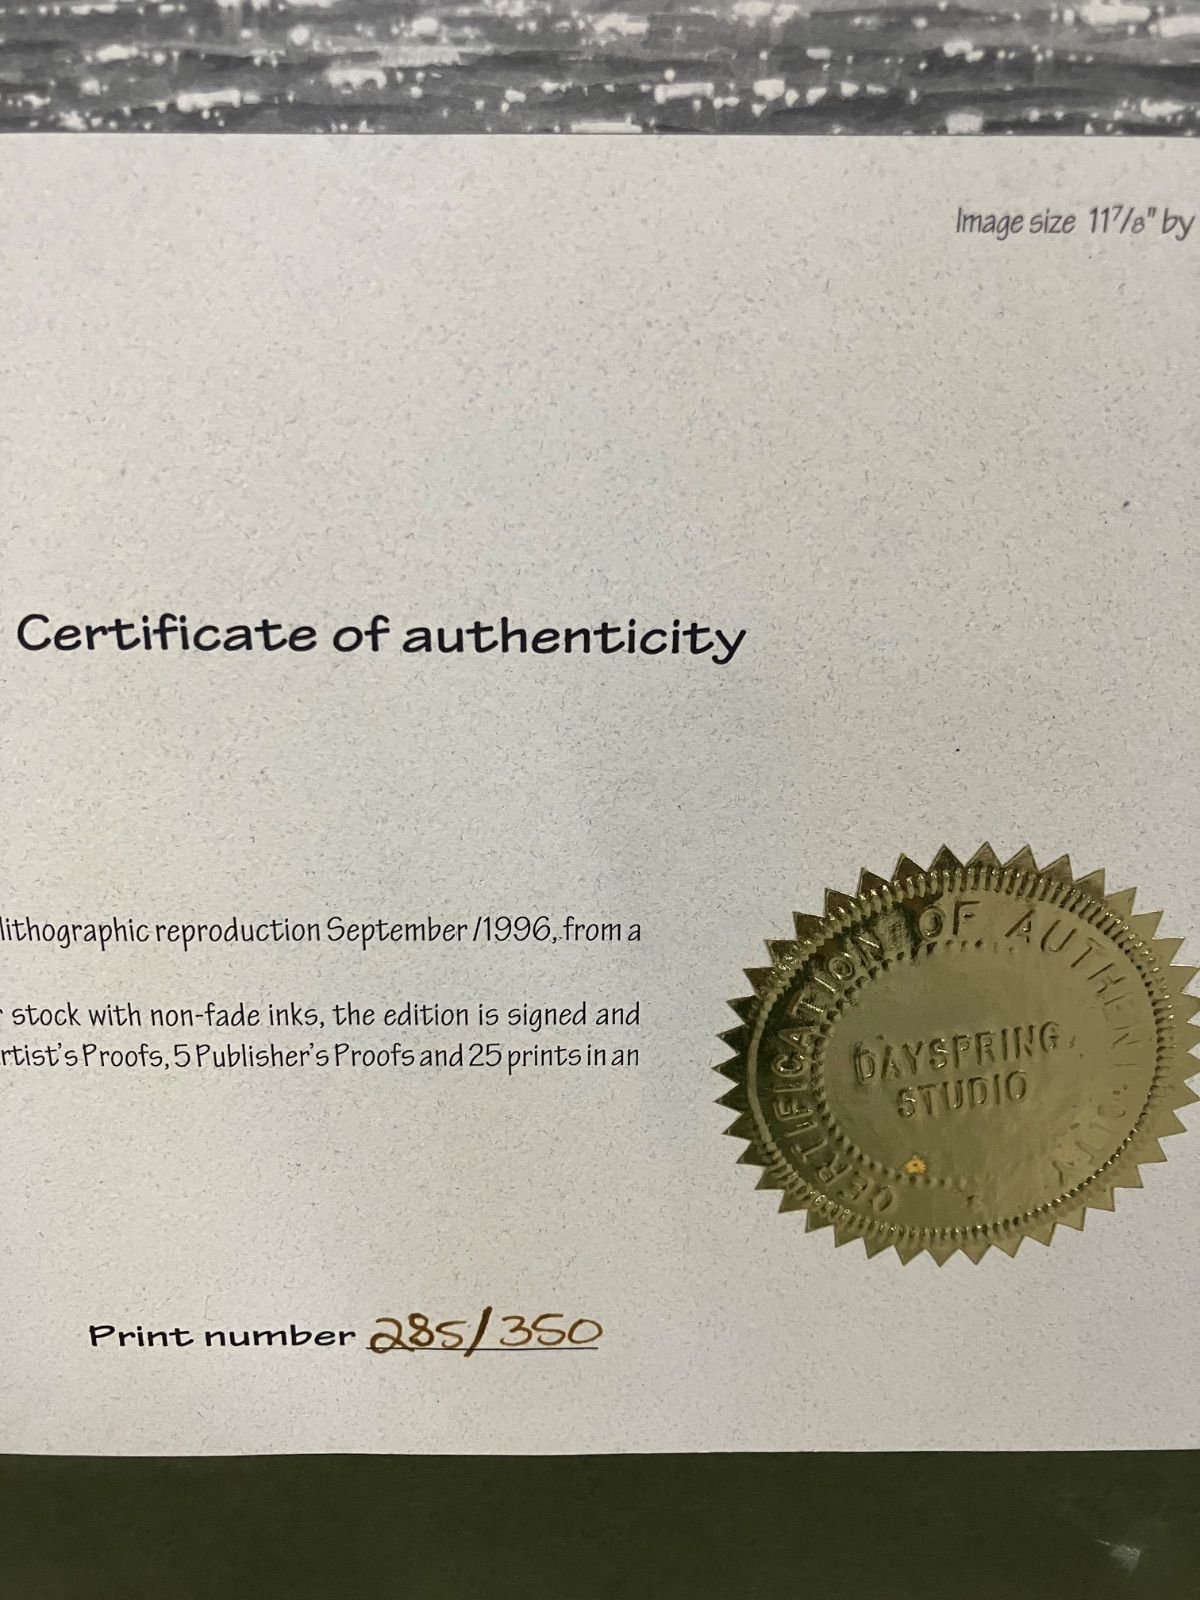 Image size 11⅞" by
Certificate of authenticity
lithographic reproduction September /1996, from a
stock with non-fade inks, the edition is signed and
rtist's Proofs, 5 Publisher's Proofs and 25 prints in an
CERTIFICATION OF AUTHENTICITY
DAYSPRING
STUDIO
Print number 285/350